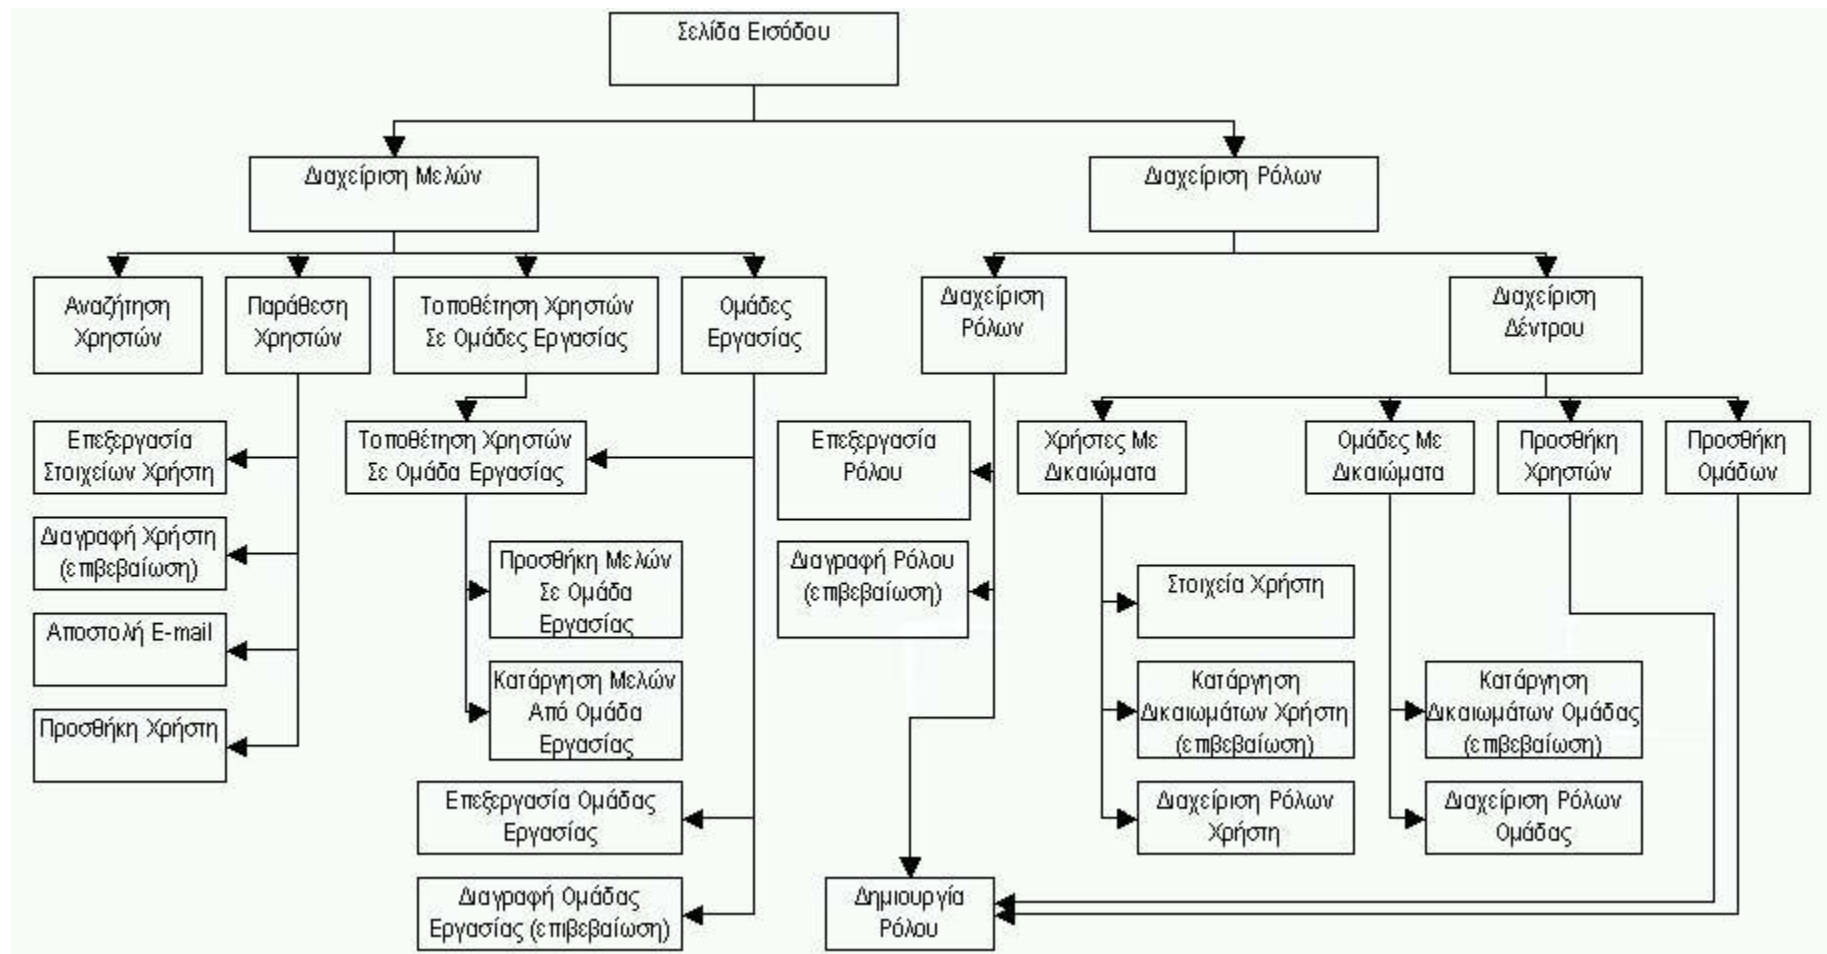 Σελίδα Εισόδου
Διαχείριση Μελών
Διαχείριση Ρόλων
Αναζήτηση
Χρηστών
Παράθεση
Χρηστών
Τοποθέτηση Χρηστών
Σε Ομάδες Εργασίας
Ομάδες
Εργασίας
Διαχείριση
Ρόλων
Διαχείριση
Δέντρου
Επεξεργασία
Στοιχείων Χρήστη
Τοποθέτηση Χρηστών
Σε Ομάδα Εργασίας
Επεξεργασία
Ρόλου
Χρήστες Με
Δικαιώματα
Ομάδες Με
Δικαιώματα
Προσθήκη
Χρηστών
Προσθήκη
Ομάδων
Διαγραφή Χρήστη
(επιβεβαίωση)
Προσθήκη Μελών
Σε Ομάδα
Εργασίας
Διαγραφή Ρόλου
(επιβεβαίωση)
Στοιχεία Χρήστη
Αποστολή E-mail
Κατάργηση Μελών
Από Ομάδα
Εργασίας
Κατάργηση
Δικαιωμάτων Χρήστη
(επιβεβαίωση)
Κατάργηση
Δικαιωμάτων Ομάδας
(επιβεβαίωση)
Προσθήκη Χρήστη
Επεξεργασία Ομάδας
Εργασίας
Διαχείριση Ρόλων
Χρήστη
Διαχείριση Ρόλων
Ομάδας
Διαγραφή Ομάδας
Εργασίας (επιβεβαίωση)
Δημιουργία
Ρόλου